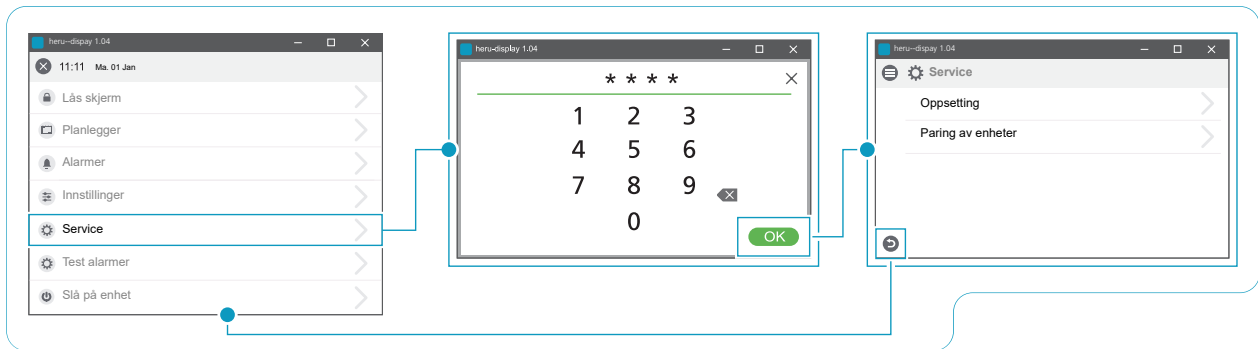 heru--dispay 1.04
11:11 Ma. 01 Jan
Lås skjerm
Planlegger
Alarmer
Innstillinger
Service
Test alarmer
Slå på enhet
heru-display 1.04
* * * *
1 2 3
4 5 6
7 8 9
0
OK
heru--dispay 1.04
Service
Oppsetting
Paring av enheter